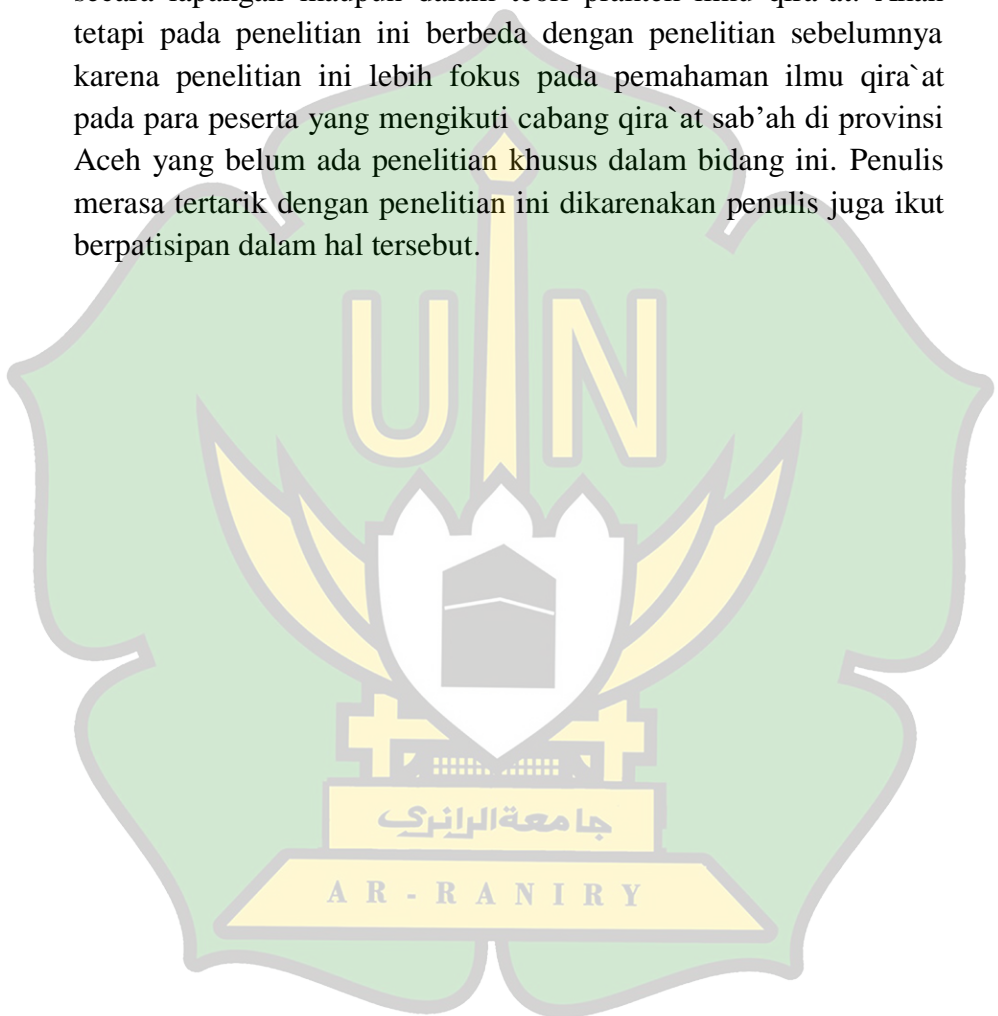 tetapi pada penelitian ini berbeda dengan penelitian sebelumnya
karena penelitian ini lebih fokus pada pemahaman ilmu qira`at
pada para peserta yang mengikuti cabang qira`at sab’ah di provinsi
Aceh yang belum ada penelitian khusus dalam bidang ini. Penulis
merasa tertarik dengan penelitian ini dikarenakan penulis juga ikut
berpatisipan dalam hal tersebut.
UIN
جامعةالرانري
AR-RANIRY